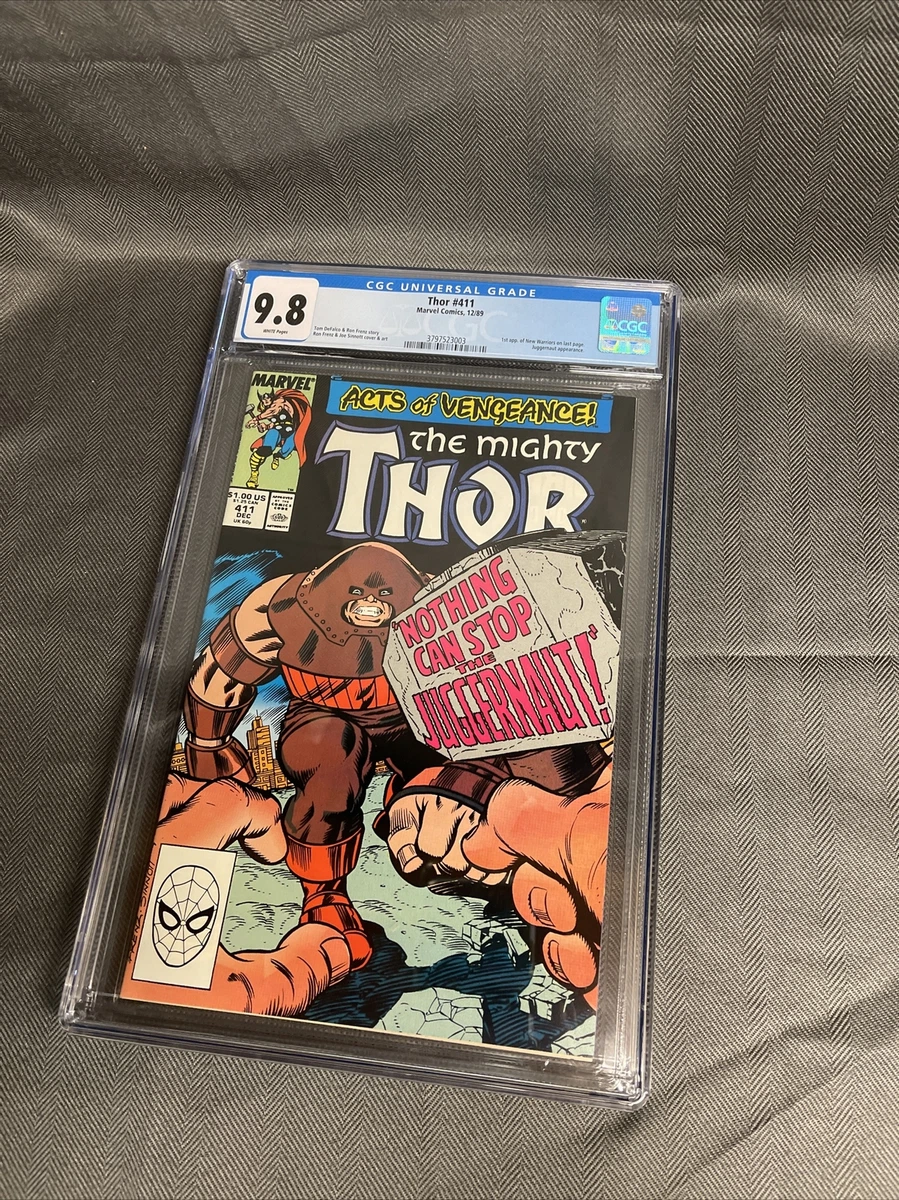 CGC UNIVERSAL GRADE
9.8
WHITE Pages
Thor #411
Marvel Comics, 12/89
Tom DeFalco & Ron Frenz story
Ron Frenz & Joe Sinnott cover & art
3797523003
1st app. of New Warriors on last page
Juggernaut appearance
CGC
CGC
MARVEL
ACTS of VENGEANCE!
THE MIGHTY
THOR
$1.00 US
$1.25 CAN
411
DEC
UK 60p
APPROVED
BY THE
COMICS
CODE
AUTHORITY
"NOTHING
CAN STOP
THE
JUGGERNAUT!"